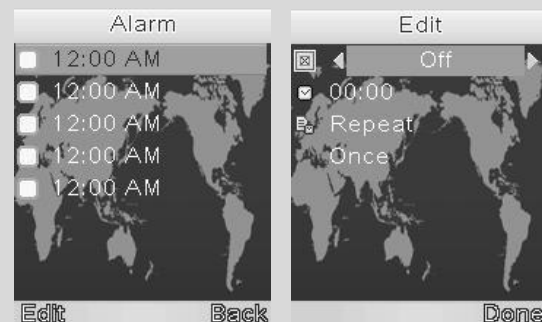 Alarm
12:00 AM
12:00 AM
12:00 AM
12:00 AM
12:00 AM
Edit Back
Edit
Off
00:00
Repeat
Once
Done